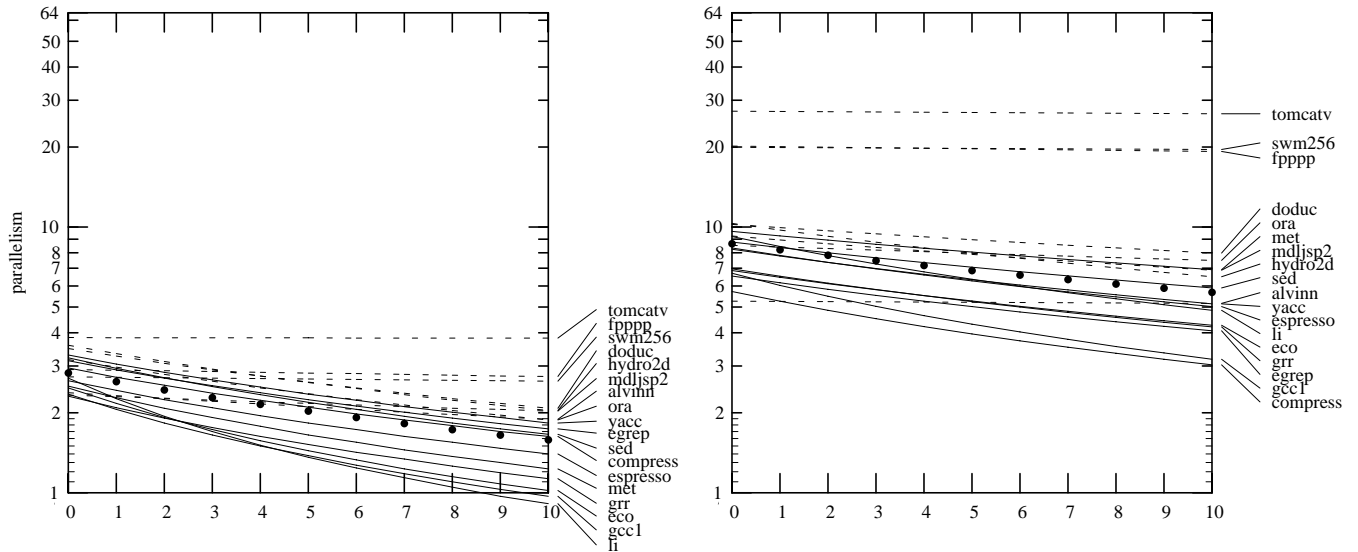 64
50
40
30
20
10
8
7
6
5
4
3
2
1
parallelism
0 1 2 3 4 5 6 7 8 9 10
tomcatv
fpppp
swm256
doduc
hydro2d
mdljsp2
alvinn
ora
yacc
egrep
sed
compress
espresso
met
grr
eco
gcc1
li
64
50
40
30
20
10
8
7
6
5
4
3
2
1
0 1 2 3 4 5 6 7 8 9 10
tomcatv
swm256
fpppp
doduc
ora
met
mdljsp2
hydro2d
sed
alvinn
yacc
espresso
li
eco
grr
egrep
gcc1
compress